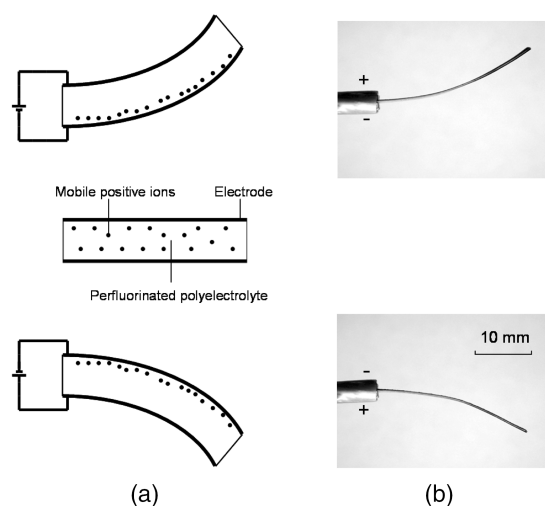 +
-
Mobile positive ions
Electrode
Perfluorinated polyelectrolyte
-
+
10 mm
(a)
(b)